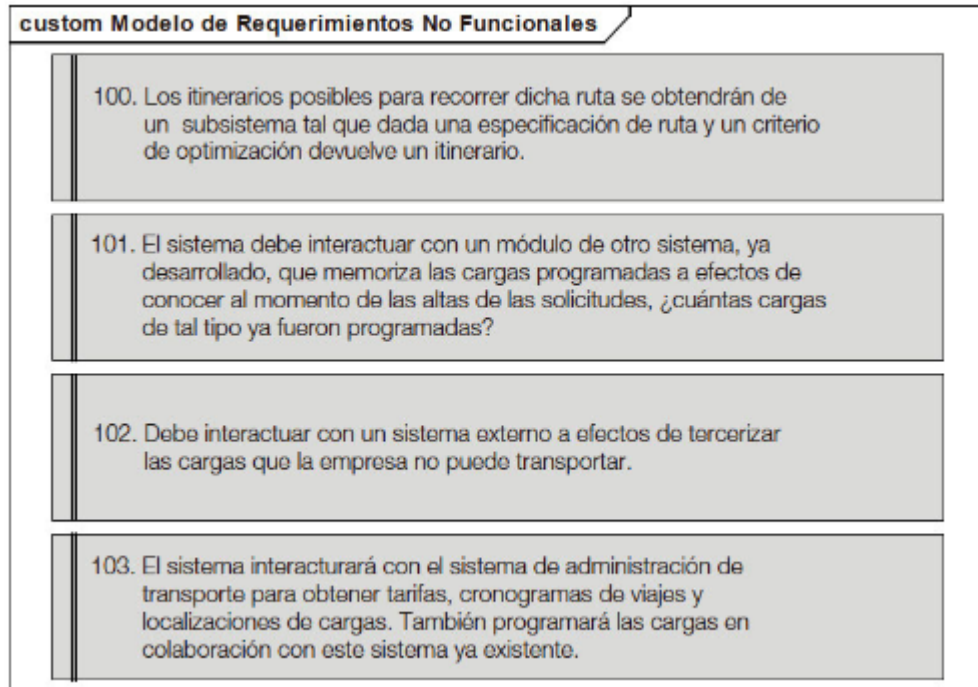 custom Modelo de Requerimientos No Funcionales
100. Los itinerarios posibles para recorrer dicha ruta se obtendrán de
un subsistema tal que dada una especificación de ruta y un criterio
de optimización devuelve un itinerario.
101. El sistema debe interactuar con un módulo de otro sistema, ya
desarrollado, que memoriza las cargas programadas a efectos de
conocer al momento de las altas de las solicitudes, ¿cuántas cargas
de tal tipo ya fueron programadas?
102. Debe interactuar con un sistema externo a efectos de tercerizar
las cargas que la empresa no puede transportar.
103. El sistema interacturará con el sistema de administración de
transporte para obtener tarifas, cronogramas de viajes y
localizaciones de cargas. También programará las cargas en
colaboración con este sistema ya existente.